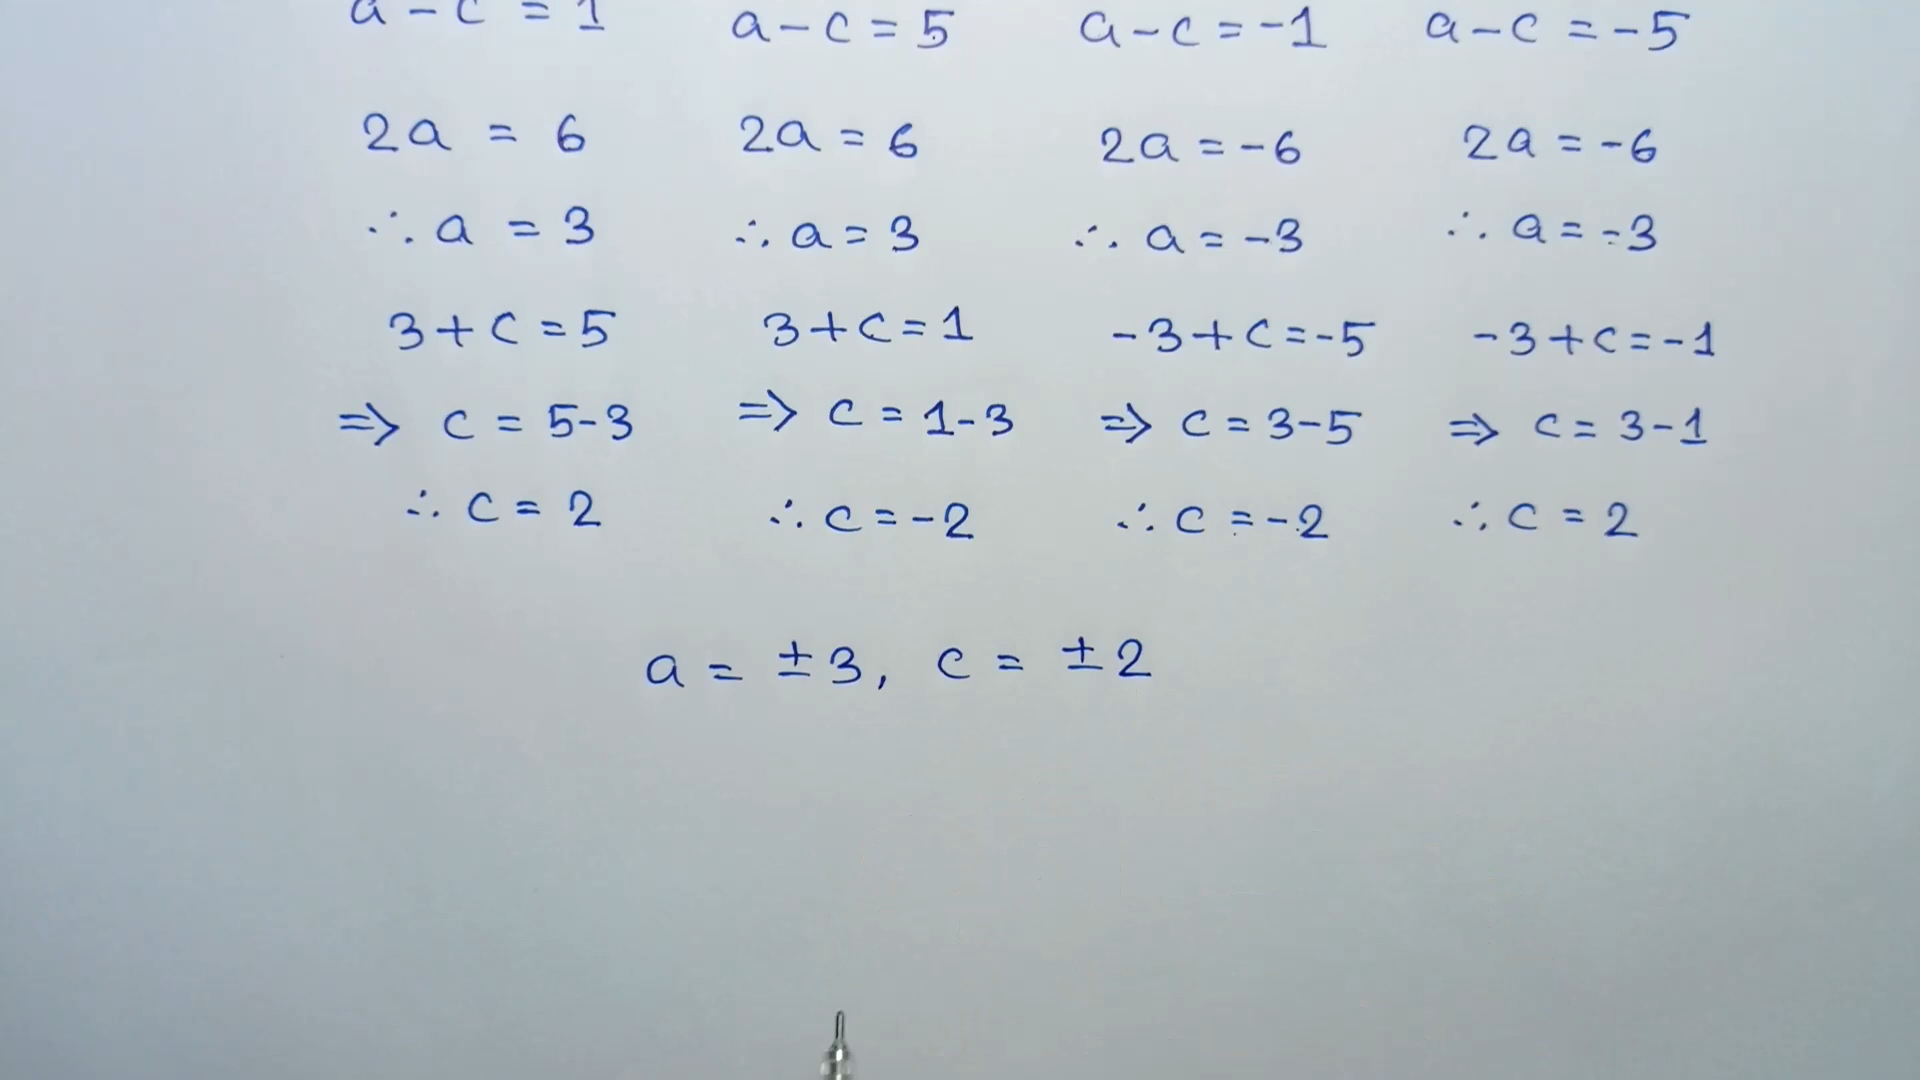 a - c = 1 a - c = 5 a - c = -1 a - c = -5
2a = 6 2a = 6 2a = -6 2a = -6
∴ a = 3 ∴ a = 3 ∴ a = -3 ∴ a = -3
3 + c = 5 3 + c = 1 -3 + c = -5 -3 + c = -1
⇒ c = 5-3 ⇒ c = 1-3 ⇒ c = 3-5 ⇒ c = 3-1
∴ c = 2 ∴ c = -2 ∴ c = -2 ∴ c = 2
a = ±3, c = ±2